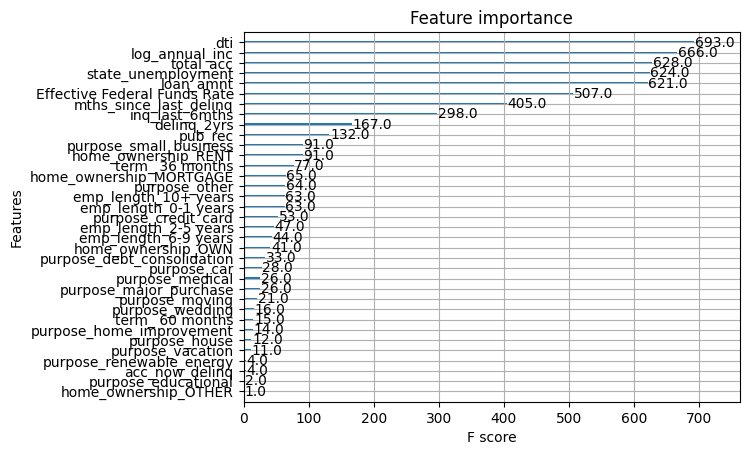 Feature importance
dti 693.0
log_annual_inc 666.0
total_acc 628.0
state_unemployment 624.0
loan_amnt 621.0
Effective Federal Funds Rate 507.0
mths_since_last_delinq 405.0
inq_last_6mths 298.0
delinq_2yrs 167.0
pub_rec 132.0
purpose_small_business 91.0
home_ownership_RENT 91.0
term_ 36 months 77.0
home_ownership_MORTGAGE 65.0
purpose_other 64.0
emp_length_10+ years 63.0
emp_length_0-1 years 63.0
purpose_credit_card 53.0
emp_length_2-5 years 47.0
emp_length_6-9 years 44.0
home_ownership_OWN 41.0
purpose_debt_consolidation 33.0
purpose_car 28.0
purpose_medical 26.0
purpose_major_purchase 26.0
purpose_moving 21.0
purpose_wedding 16.0
term_ 60 months 15.0
purpose_home_improvement 14.0
purpose_house 12.0
purpose_vacation 11.0
purpose_renewable_energy 4.0
acc_now_delinq 4.0
purpose_educational 2.0
home_ownership_OTHER 1.0
Features
0 100 200 300 400 500 600 700
F score